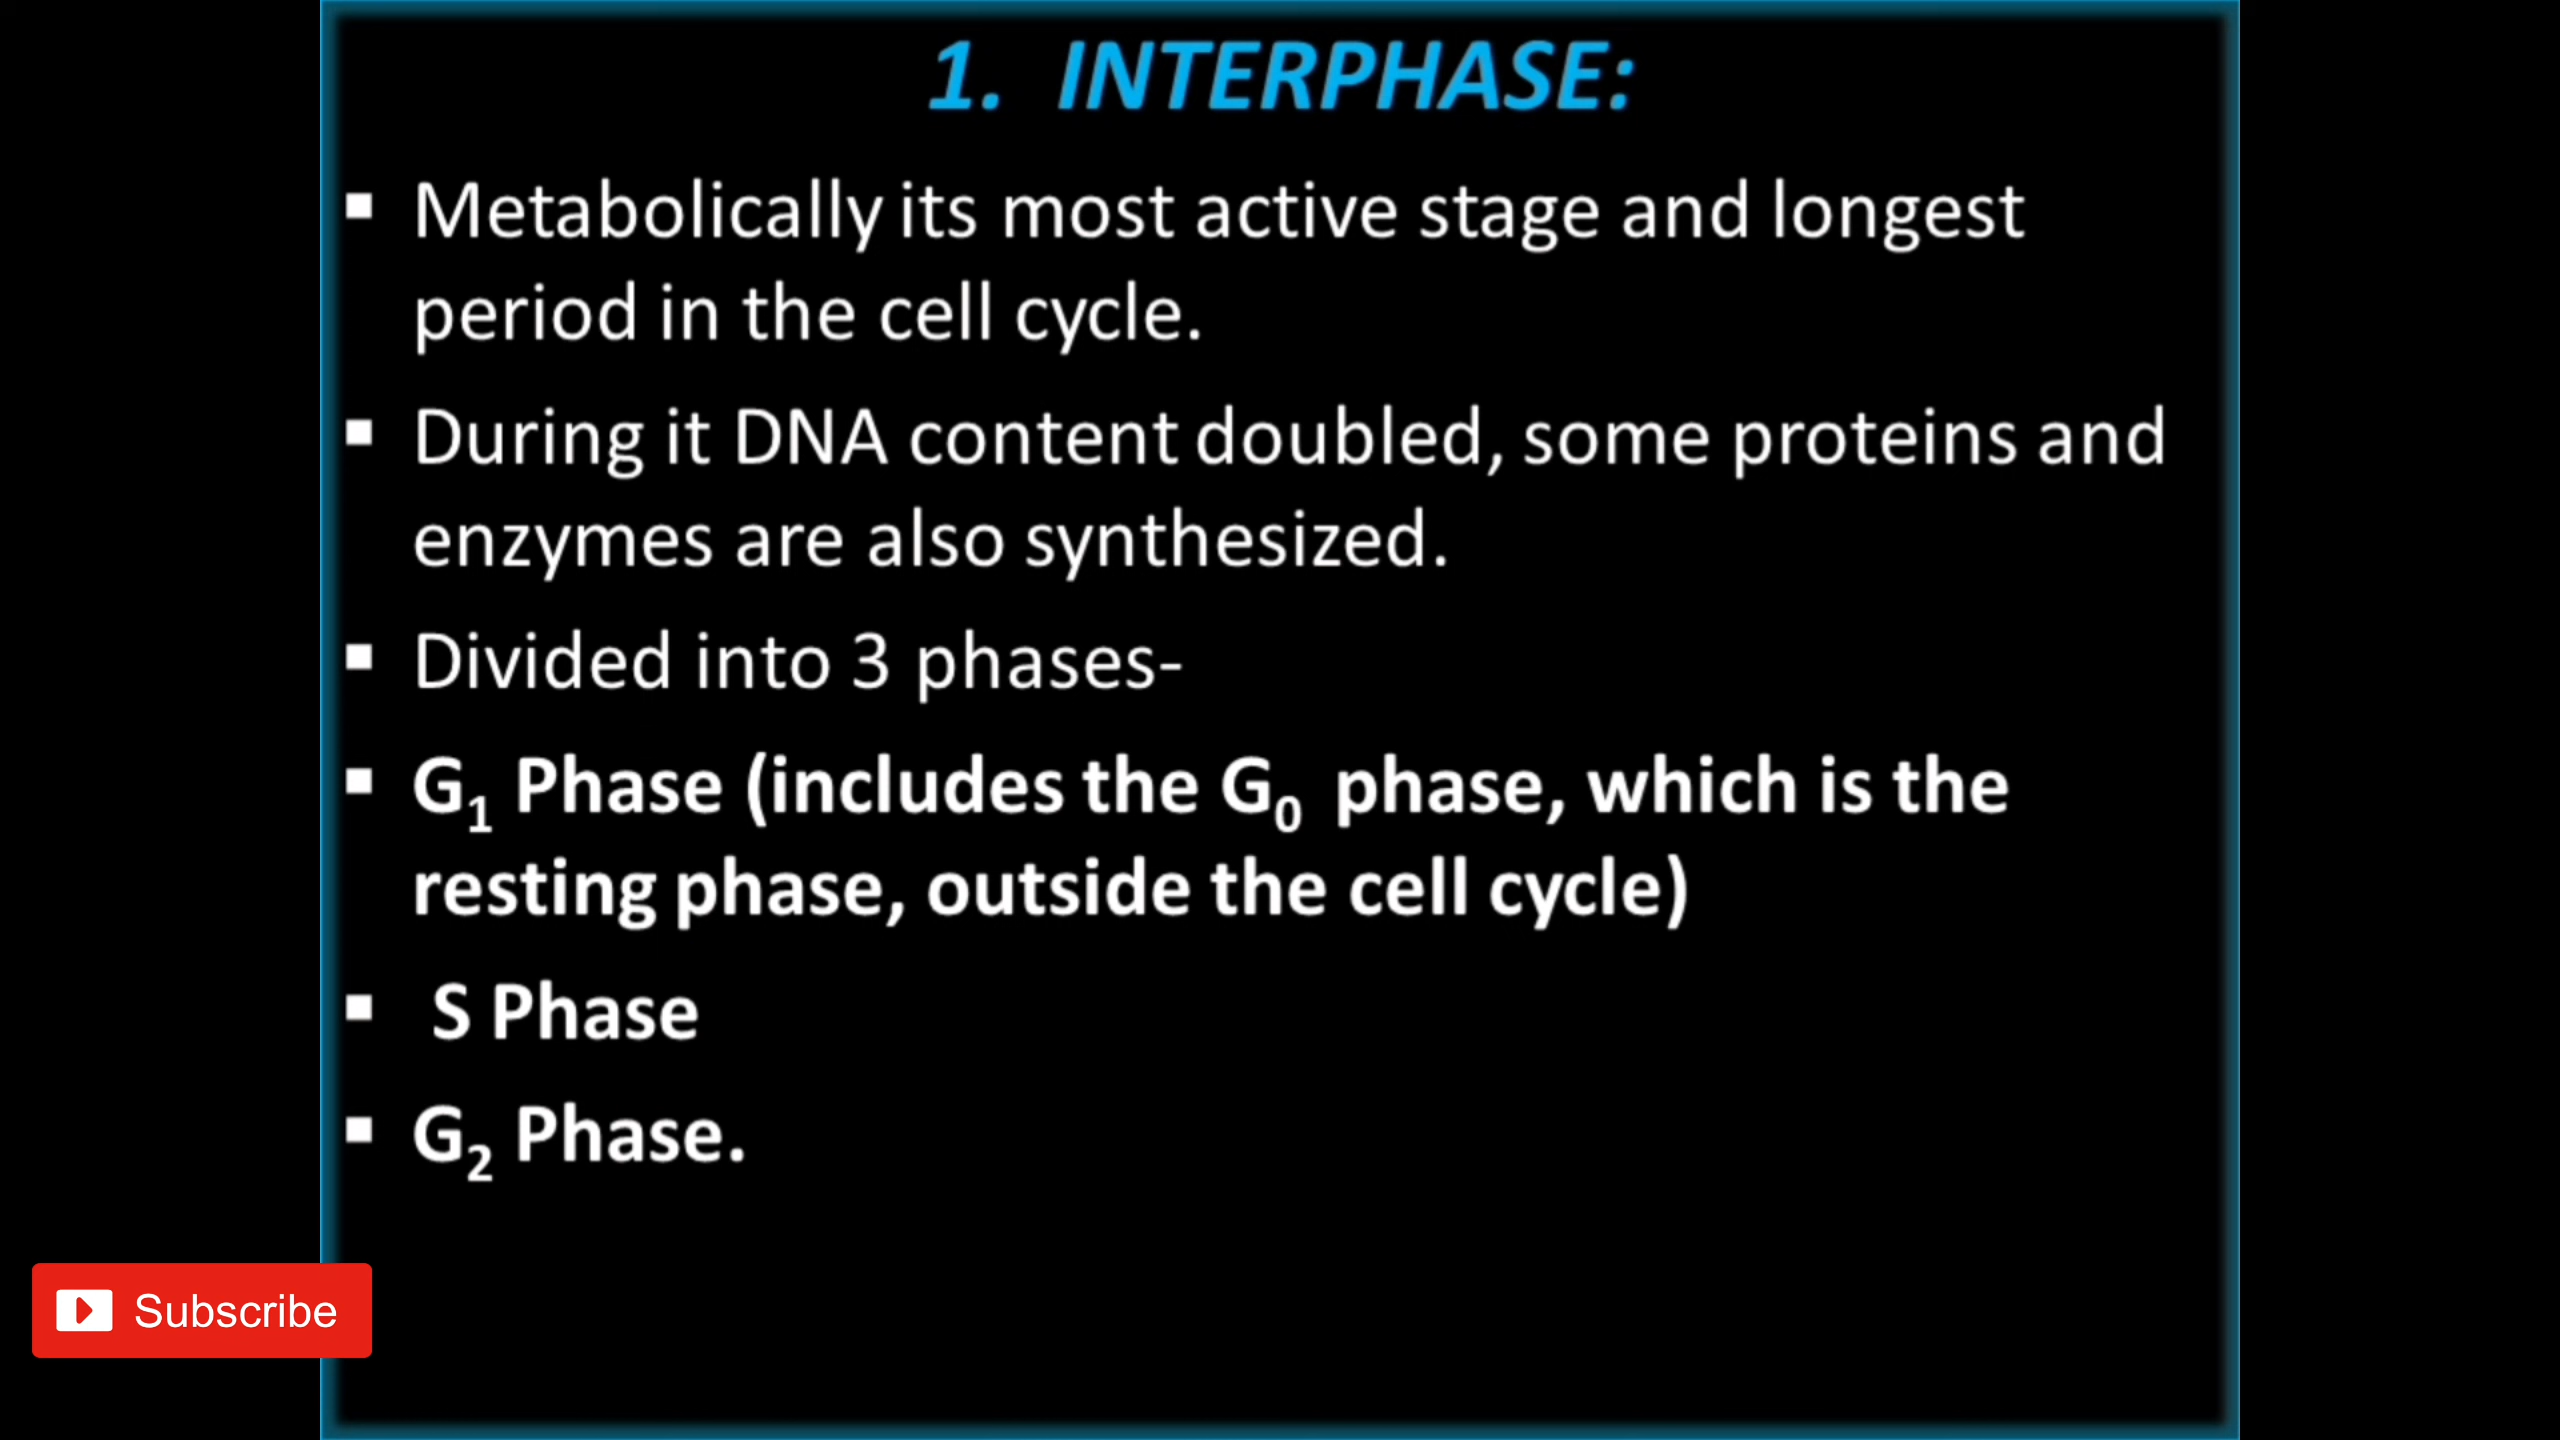 1. INTERPHASE:
▪ Metabolically its most active stage and longest
period in the cell cycle.
▪ During it DNA content doubled, some proteins and
enzymes are also synthesized.
▪ Divided into 3 phases-
▪ G₁ Phase (includes the G₀ phase, which is the
resting phase, outside the cell cycle)
▪ S Phase
▪ G₂ Phase.
Subscribe